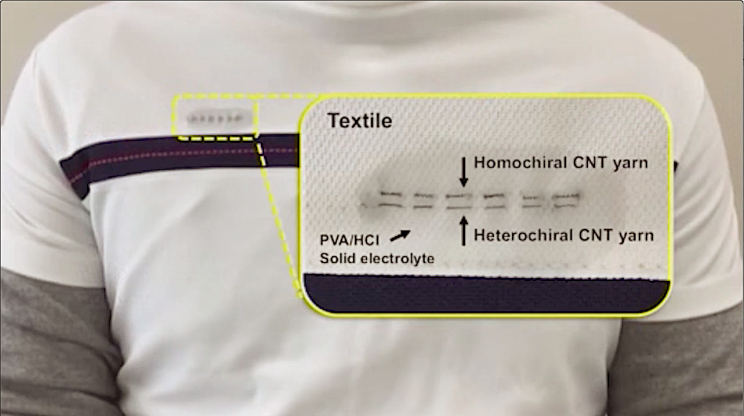 Textile
Homochiral CNT yarn
Heterochiral CNT yarn
PVA/HCl
Solid electrolyte